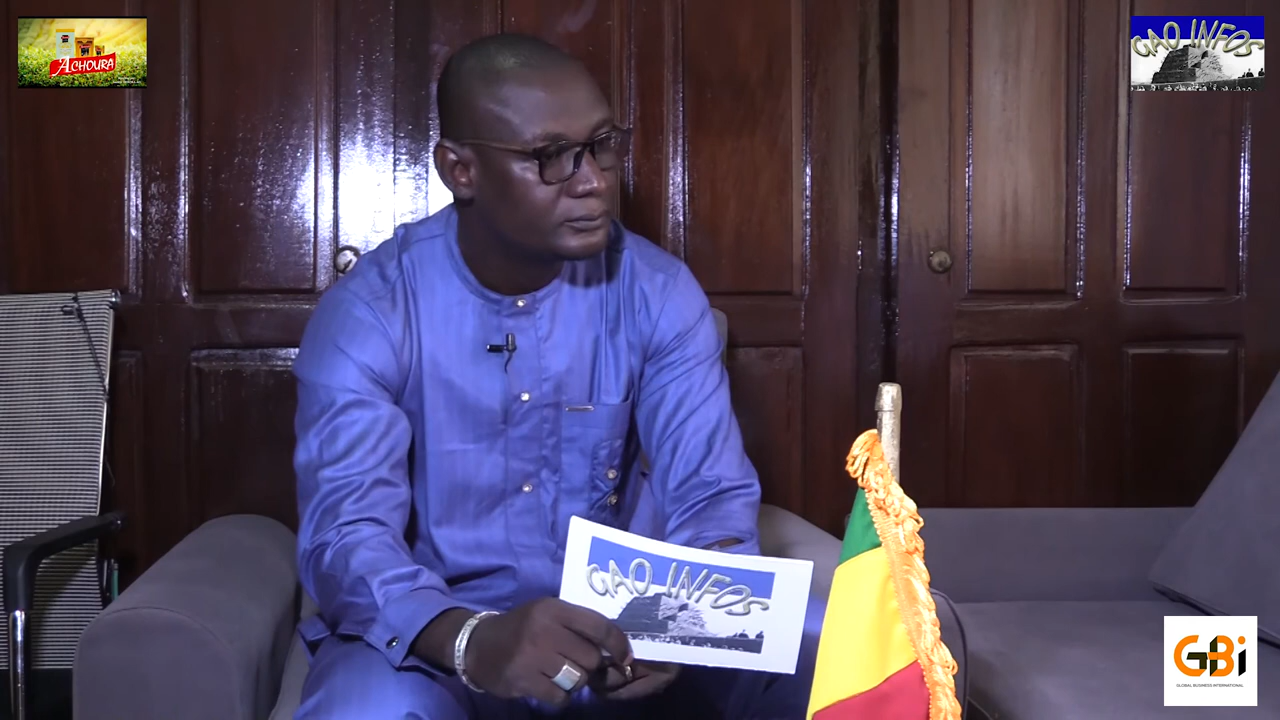 ACHOURA
GAO INFOS
GAO INFOS
GBi
GLOBAL BUSINESS INTERNATIONAL